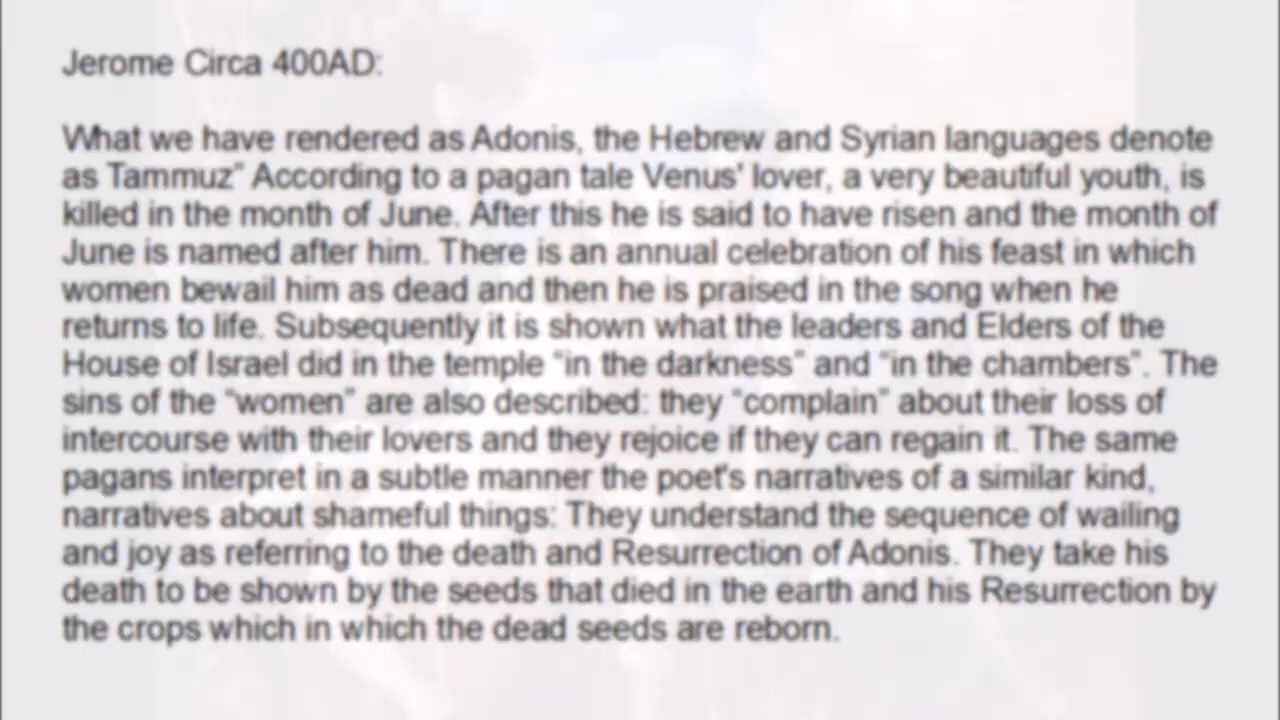 Jerome Circa 400AD:
What we have rendered as Adonis, the Hebrew and Syrian languages denote
as Tammuz” According to a pagan tale Venus' lover, a very beautiful youth, is
killed in the month of June. After this he is said to have risen and the month of
June is named after him. There is an annual celebration of his feast in which
women bewail him as dead and then he is praised in the song when he
returns to life. Subsequently it is shown what the leaders and Elders of the
House of Israel did in the temple “in the darkness” and “in the chambers”. The
sins of the “women” are also described: they “complain” about their loss of
intercourse with their lovers and they rejoice if they can regain it. The same
pagans interpret in a subtle manner the poet's narratives of a similar kind,
narratives about shameful things: They understand the sequence of wailing
and joy as referring to the death and Resurrection of Adonis. They take his
death to be shown by the seeds that died in the earth and his Resurrection by
the crops which in which the dead seeds are reborn.